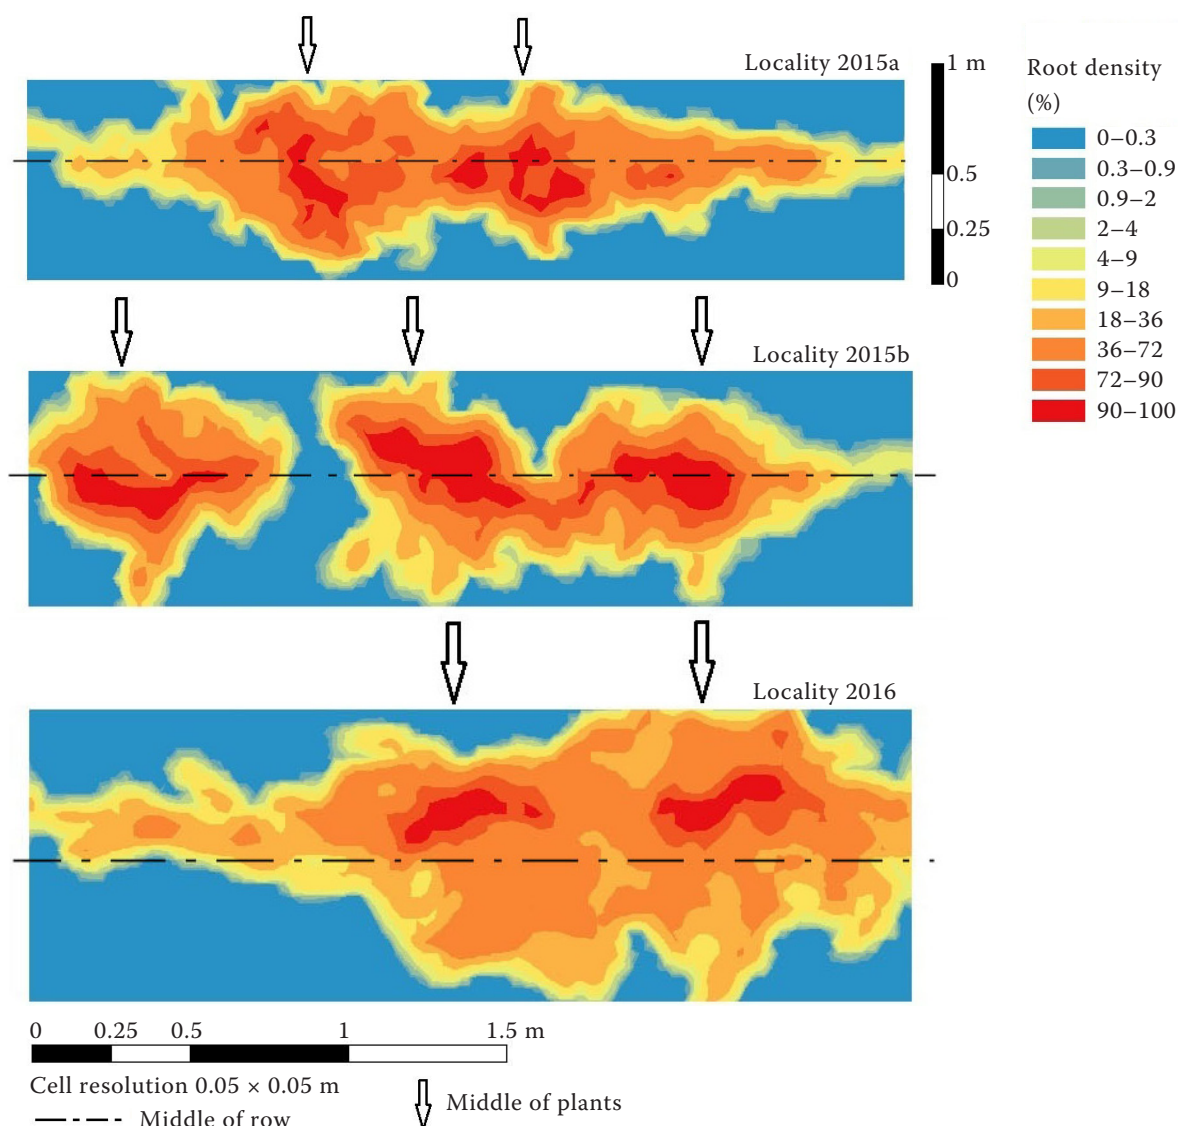 Locality 2015a
1 m
0.5
0.25
0
Root density
(%)
0–0.3
0.3–0.9
0.9–2
2–4
4–9
9–18
18–36
36–72
72–90
90–100
Locality 2015b
Locality 2016
0 0.25 0.5 1 1.5 m
Cell resolution 0.05 × 0.05 m
Middle of row
Middle of plants